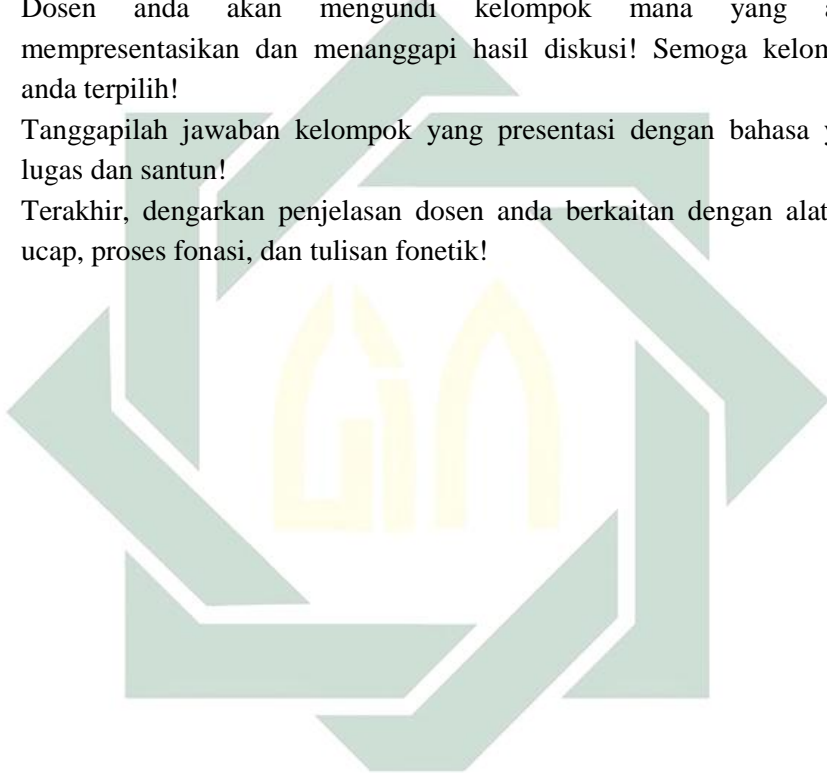 Dosen anda akan mengundi kelompok mana yang
mempresentasikan dan menanggapi hasil diskusi! Semoga
anda terpilih!
Tanggapilah jawaban kelompok yang presentasi dengan bahasa
lugas dan santun!
Terakhir, dengarkan penjelasan dosen anda berkaitan dengan
ucap, proses fonasi, dan tulisan fonetik!